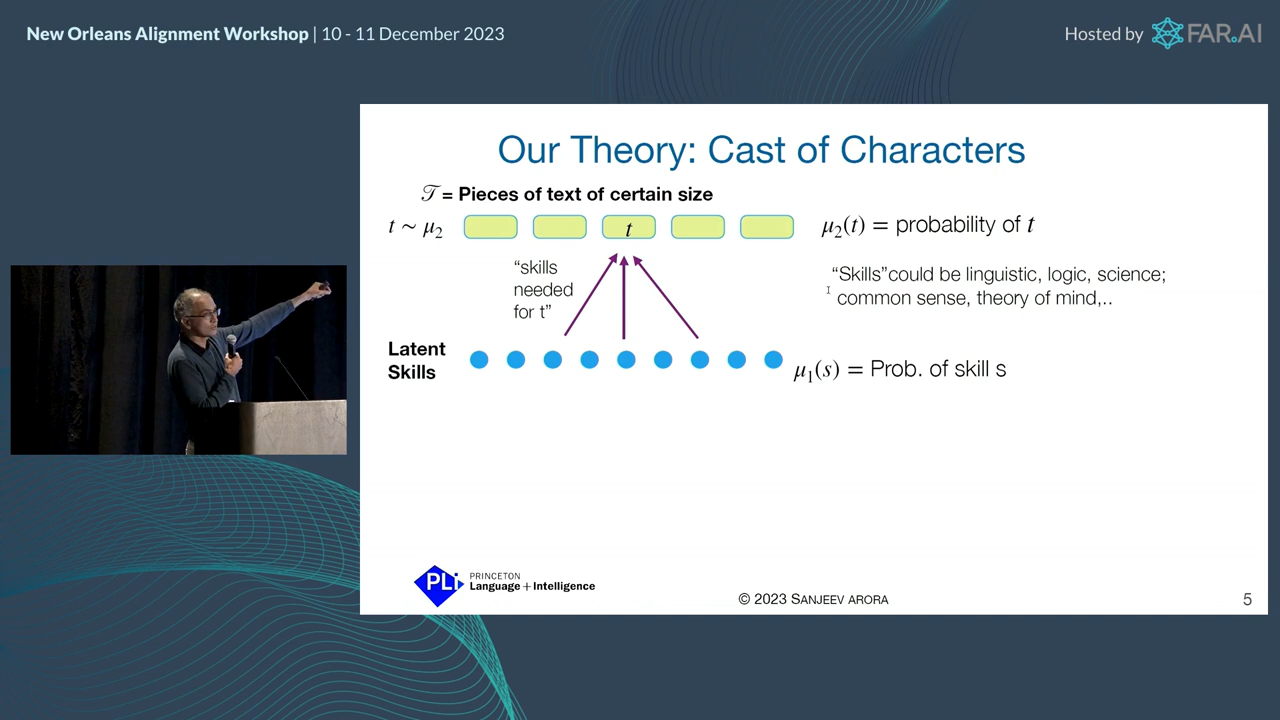 New Orleans Alignment Workshop | 10 - 11 December 2023
Hosted by FAR.AI
Our Theory: Cast of Characters
𝒯 = Pieces of text of certain size
t ∼ μ₂
t
μ₂(t) = probability of t
“skills
needed
for t”
“Skills”could be linguistic, logic, science;
common sense, theory of mind,..
Latent
Skills
μ₁(s) = Prob. of skill s
PLi PRINCETON
Language + Intelligence
© 2023 SANJEEV ARORA
5